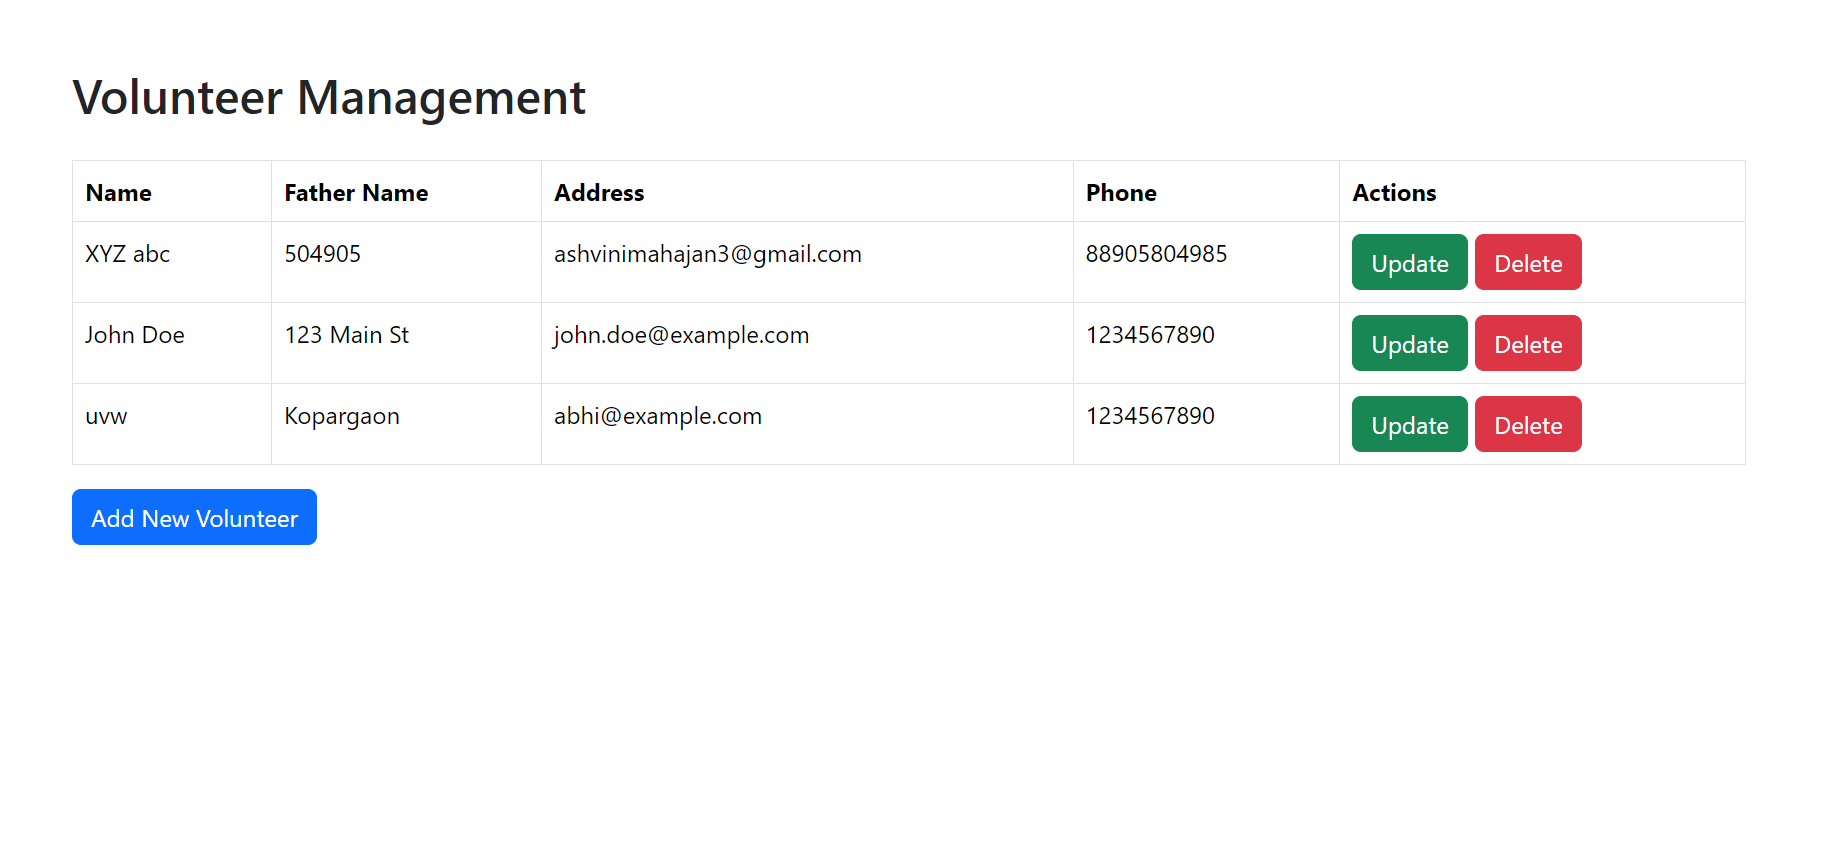 Volunteer Management
Name Father Name Address Phone Actions
XYZ abc 504905 ashvinimahajan3@gmail.com 88905804985 Update Delete
John Doe 123 Main St john.doe@example.com 1234567890 Update Delete
uvw Kopargaon abhi@example.com 1234567890 Update Delete
Add New Volunteer